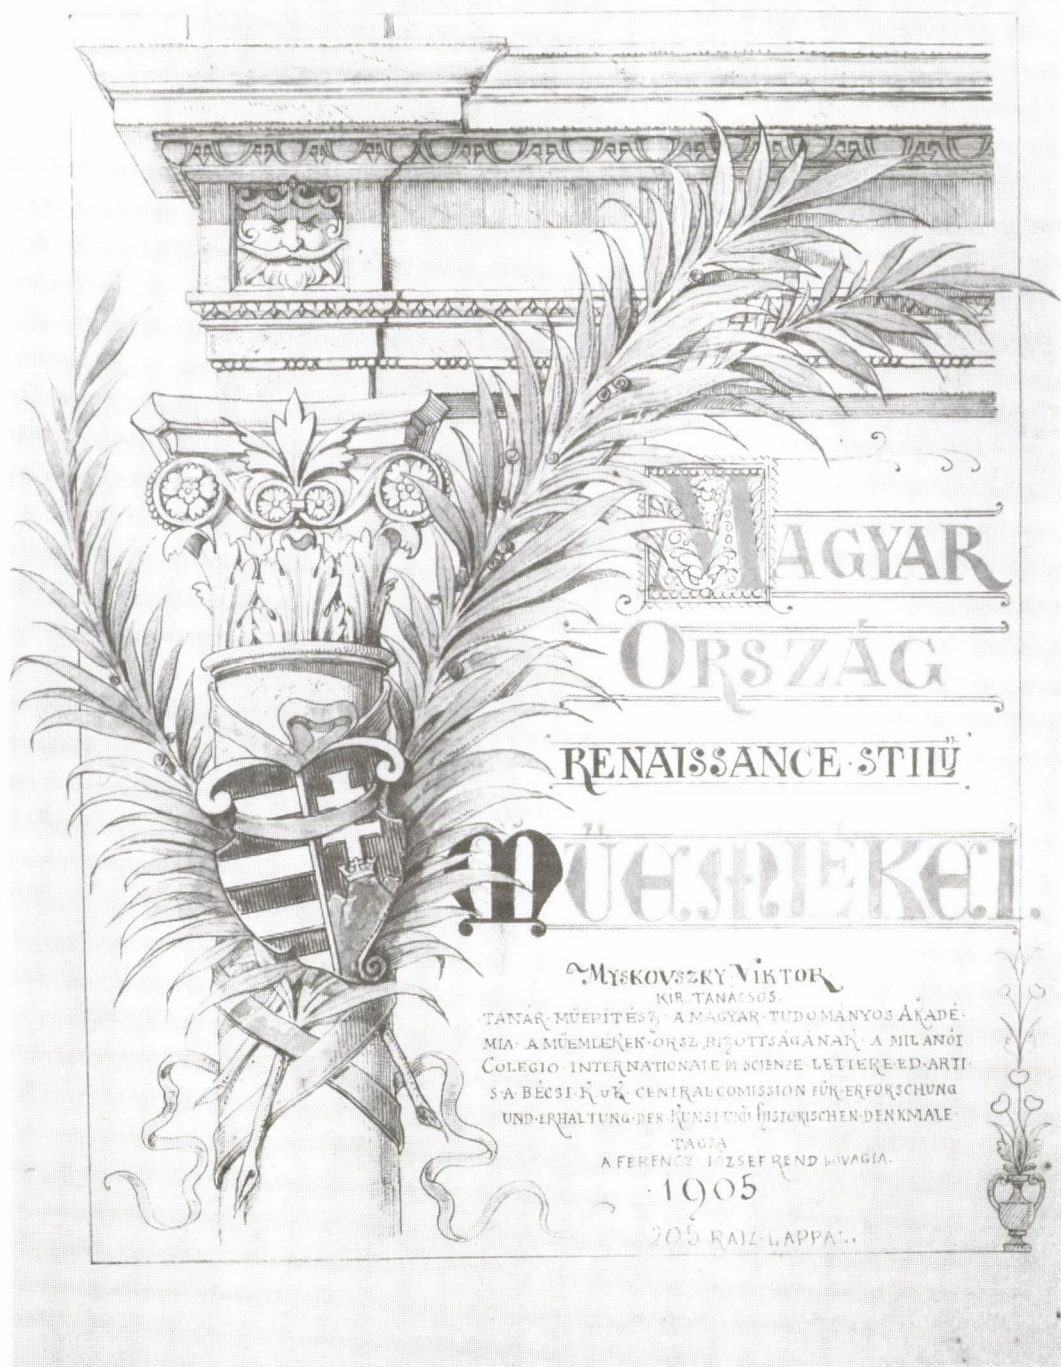 MAGYAR
ORSZÁG
RENAISSANCE·STILŰ
MŰEMLÉKEI.
MYSKOVSZKY VIKTOR
KIR. TANÁCSOS.
TANÁR·MŰÉPÍTÉSZ·A MAGYAR·TUDOMÁNYOS AKADÉ-
MIA·A MŰEMLÉKEK·ORSZ. BIZOTTSÁGÁNAK·A MILANÓI
COLEGIO·INTERNATIONALE DI SCIENZE·LETTERE·ED·ARTI·
S·A BÉCSI·K.uK·CENTRALCOMISSION FÜR·ERFORSCHUNG
UND·ERHALTUNG·DER·KUNST UND HISTORISCHEN·DENKMALE·
TAGJA
A FERENCZ·JÓZSEF REND LOVAGJA.
·1905
205 RAJZ·LAPPAL.